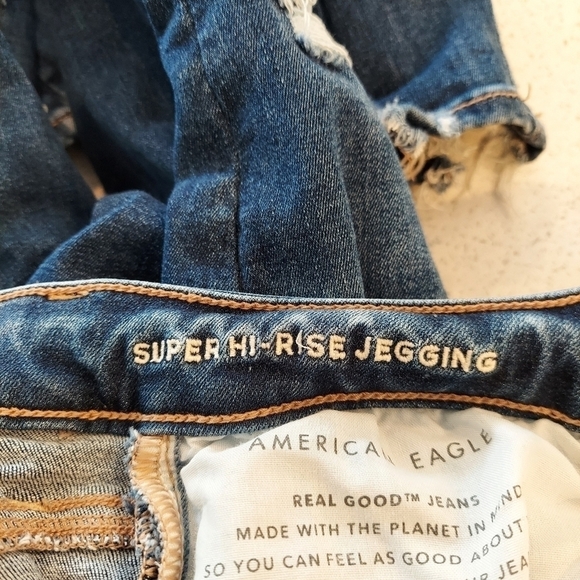 SUPER HI-RISE JEGGING
AMERICAN EAGLE
REAL GOOD™ JEANS
MADE WITH THE PLANET IN MIND
SO YOU CAN FEEL AS GOOD ABOUT